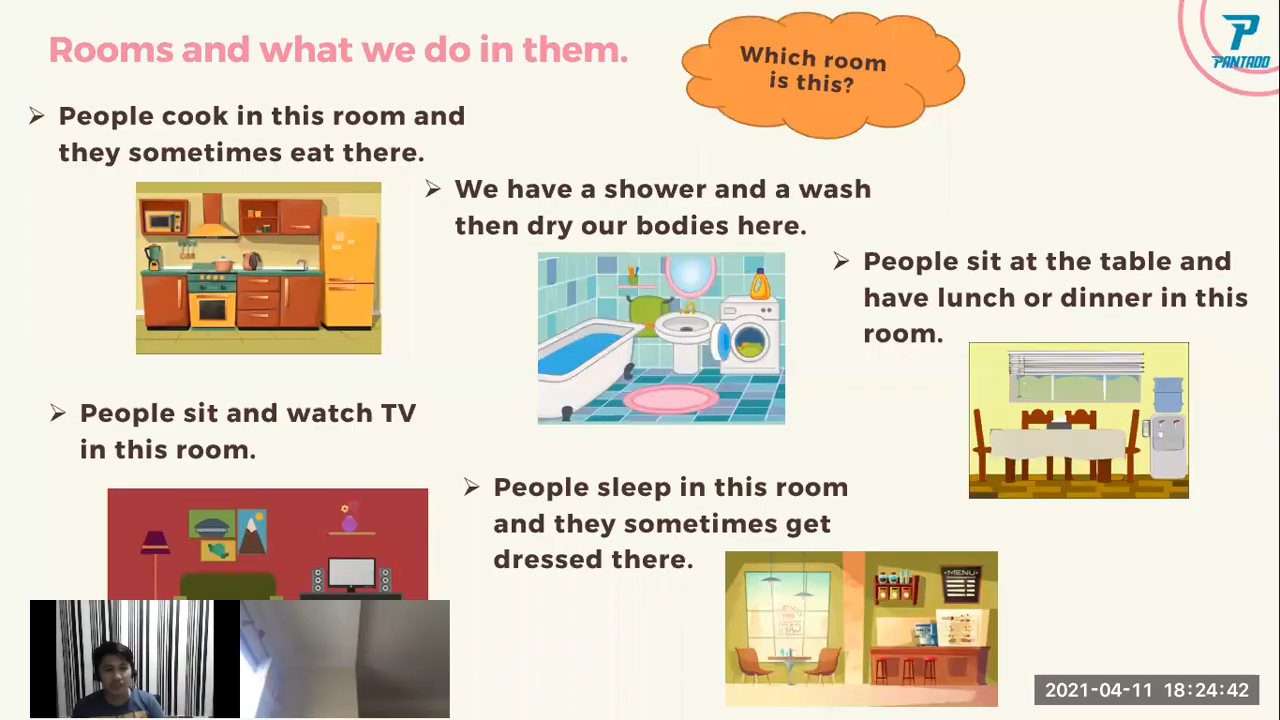 Rooms and what we do in them.
Which room
is this?
PANTADO
➢ People cook in this room and
they sometimes eat there.
➢ We have a shower and a wash
then dry our bodies here.
➢ People sit at the table and
have lunch or dinner in this
room.
➢ People sit and watch TV
in this room.
➢ People sleep in this room
and they sometimes get
dressed there.
MENU
2021-04-11 18:24:42